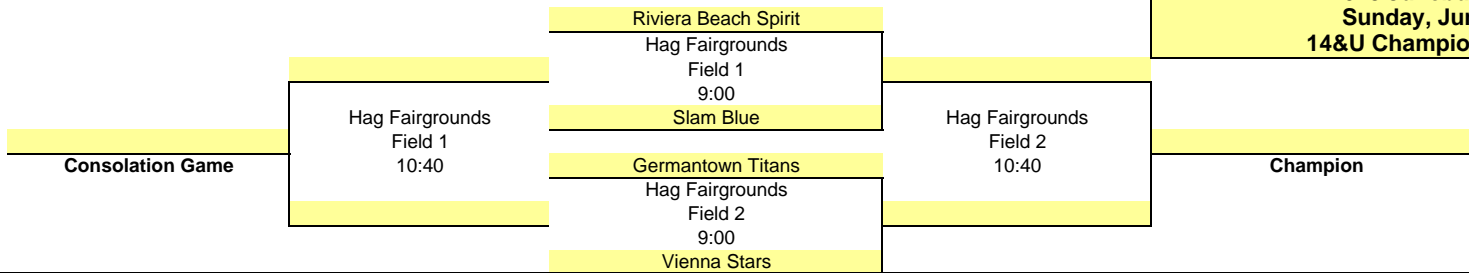 Riviera Beach Spirit
Sunday,
14&U
Hag Fairgrounds
Field 1
9:00
Slam Blue
Hag Fairgrounds
Field 1
10:40
Hag Fairgrounds
Field 2
10:40
Consolation Game
Champion
Germantown Titans
Hag Fairgrounds
Field 2
9:00
Vienna Stars